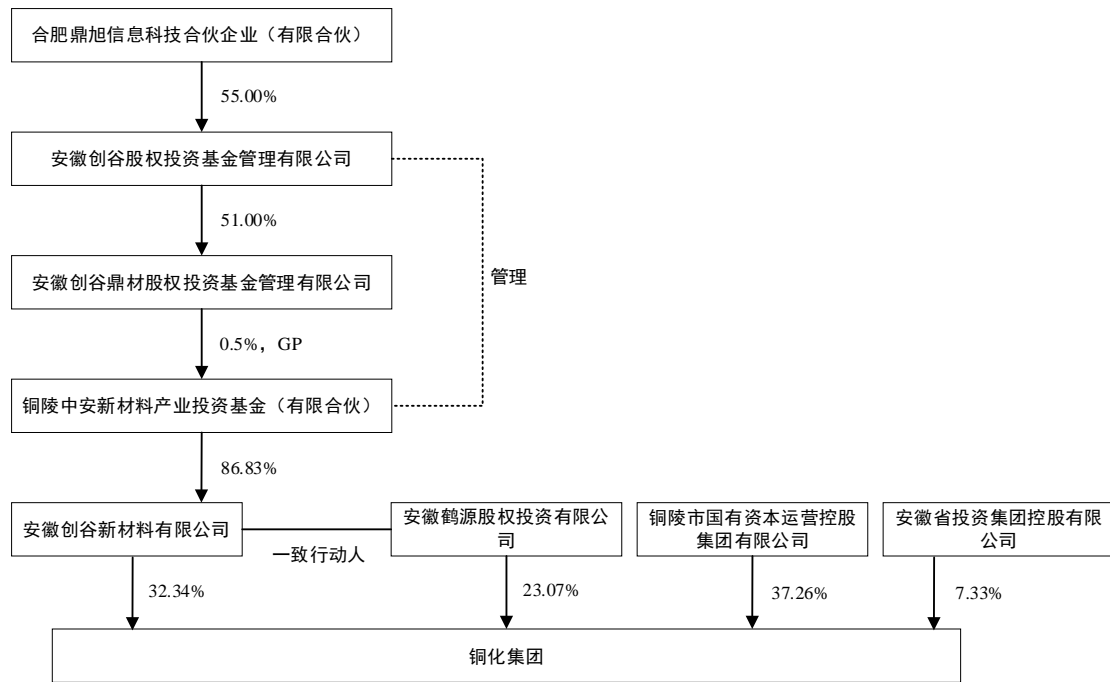 合肥鼎旭信息科技合伙企业（有限合伙）
55.00%
安徽创谷股权投资基金管理有限公司
51.00%
安徽创谷鼎材股权投资基金管理有限公司
管理
0.5%，GP
铜陵中安新材料产业投资基金（有限合伙）
86.83%
安徽创谷新材料有限公司
一致行动人
安徽鹤源股权投资有限公
司
铜陵市国有资本运营控股
集团有限公司
安徽省投资集团控股有限
公司
32.34%
23.07%
37.26%
7.33%
铜化集团